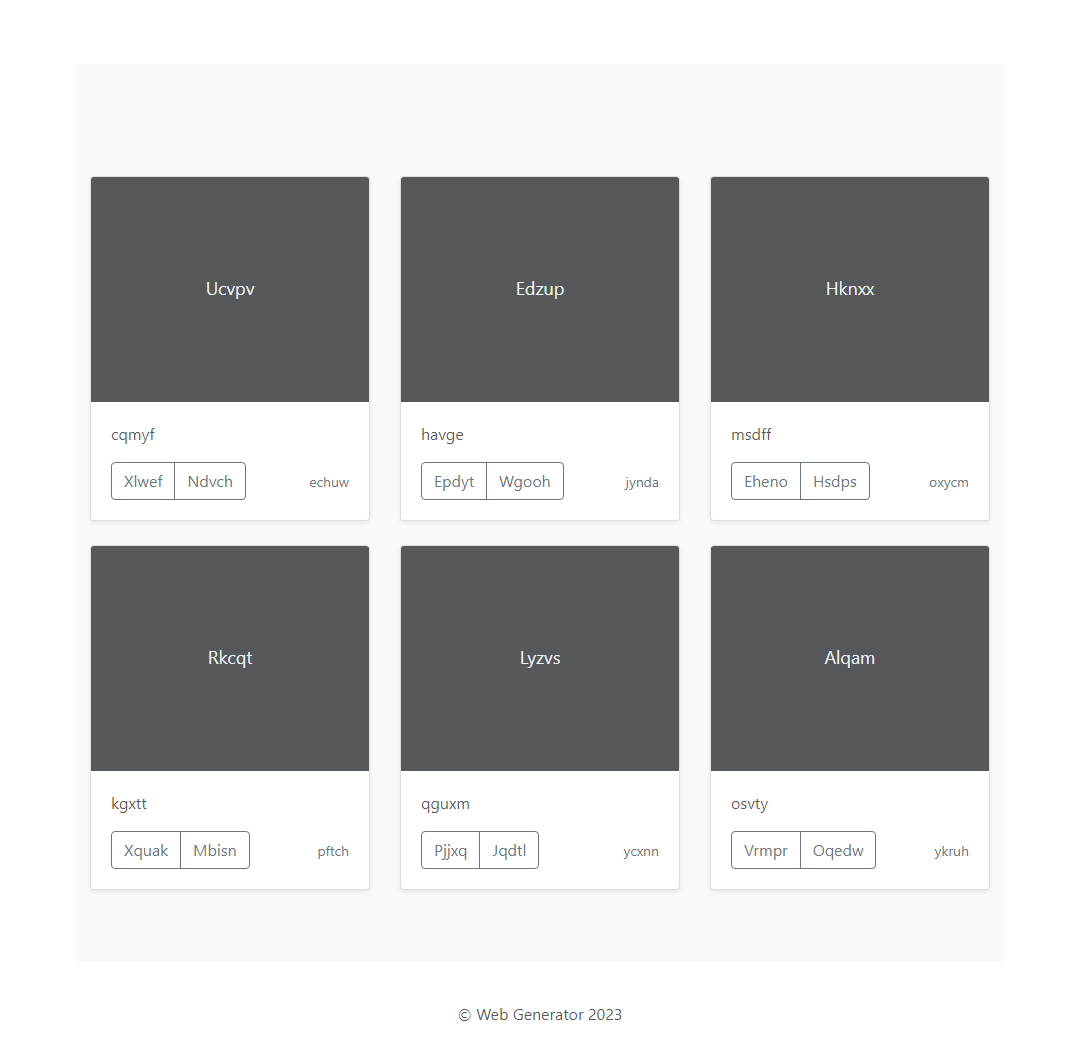 Ucvpv
Edzup
Hknxx
cqmyf
havge
msdff
Xlwef Ndvch echuw
Epdyt Wgooh jynda
Eheno Hsdps oxycm
Rkcqt
Lyzvs
Alqam
kgxtt
qguxm
osvty
Xquak Mbisn pftch
Pjjxq Jqdtl ycxnn
Vrmpr Oqedw ykruh
© Web Generator 2023